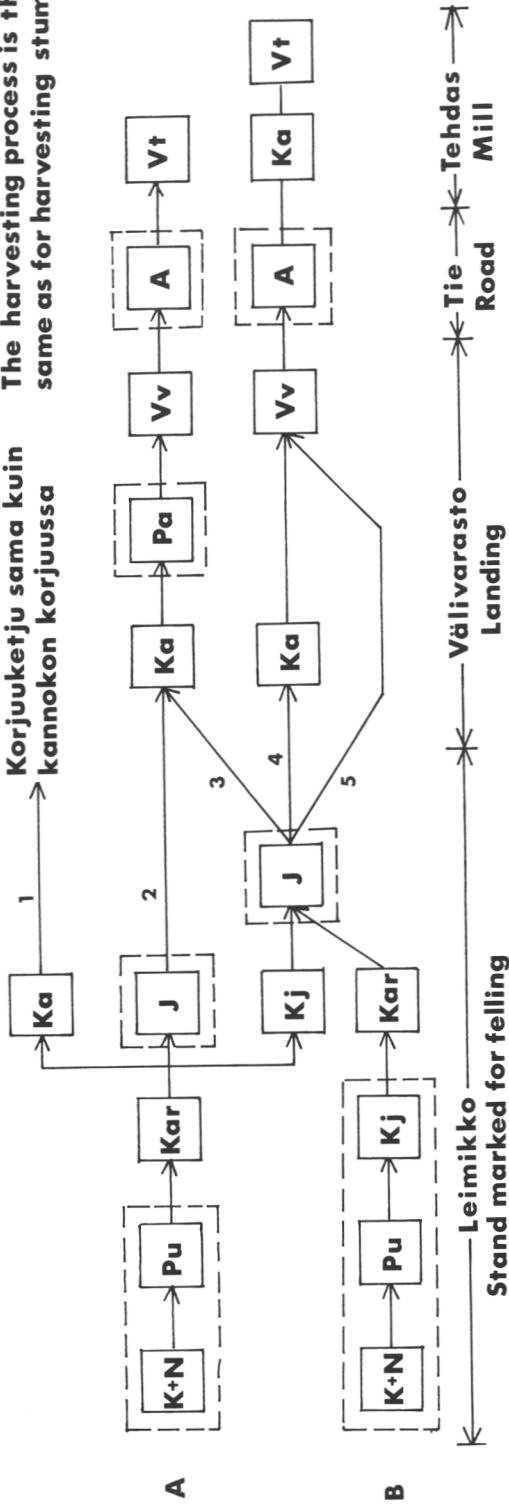 Korjuuketju sama kuin
kannokon korjuussa
The harvesting process is th
same as for harvesting stum
Ka
1
A
K+N
Pu
Kar
J
2
Ka
Pa
Vv
A
Vt
3
Kj
J
4
Ka
Vv
A
Ka
Vt
5
B
K+N
Pu
Kj
Kar
Leimikko
Stand marked for felling
Välivarasto
Landing
Tie
Road
Tehdas
Mill